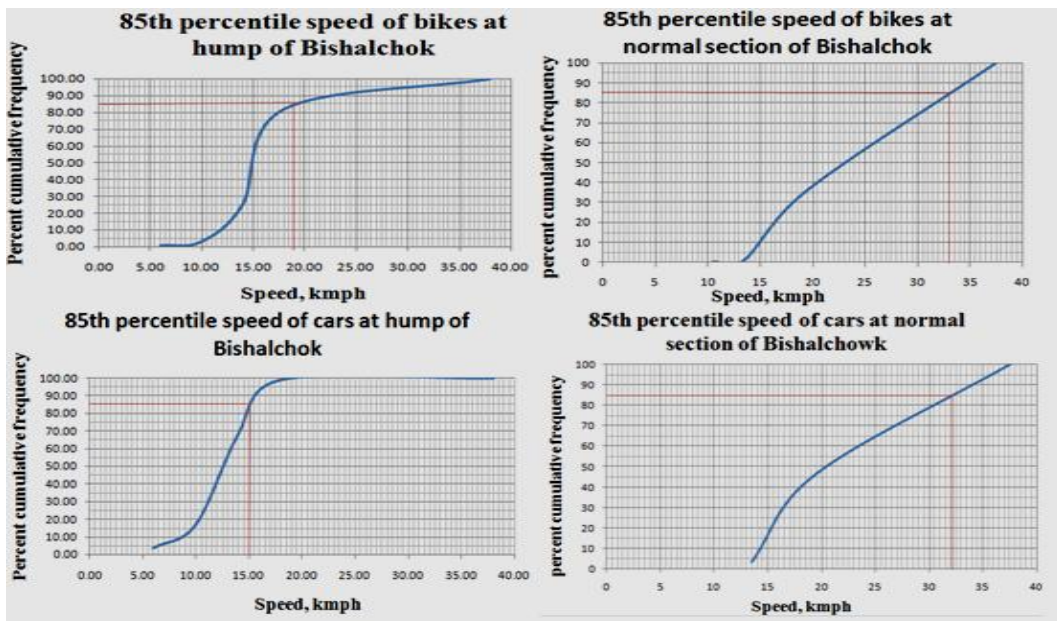 85th percentile speed of bikes at
hump of Bishalchok
Percent cumulative frequency
100.00
90.00
80.00
70.00
60.00
50.00
40.00
30.00
20.00
10.00
0.00
0.00 5.00 10.00 15.00 20.00 25.00 30.00 35.00 40.00
Speed, kmph
85th percentile speed of bikes at
normal section of Bishalchok
percent cumulative frequency
100
90
80
70
60
50
40
30
20
10
0
0 5 10 15 20 25 30 35 40
Speed, kmph
85th percentile speed of cars at hump of
Bishalchok
Percent cumulative frequency
100.00
90.00
80.00
70.00
60.00
50.00
40.00
30.00
20.00
10.00
0.00
0.00 5.00 10.00 15.00 20.00 25.00 30.00 35.00 40.00
Speed, kmph
85th percentile speed of cars at normal
section of Bishalchowk
percent cumulative frequency
100
90
80
70
60
50
40
30
20
10
0
0 5 10 15 20 25 30 35 40
Speed, kmph